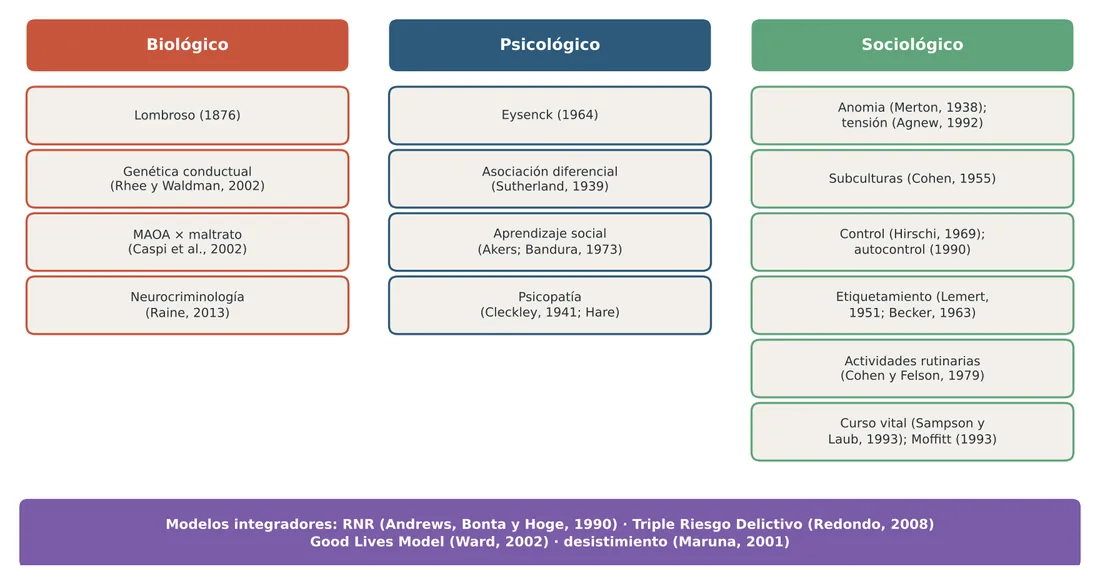 Biológico
Lombroso (1876)
Genética conductual
(Rhee y Waldman, 2002)
MAOA × maltrato
(Caspi et al., 2002)
Neurocriminología
(Raine, 2013)
Psicológico
Eysenck (1964)
Asociación diferencial
(Sutherland, 1939)
Aprendizaje social
(Akers; Bandura, 1973)
Psicopatía
(Cleckley, 1941; Hare)
Sociológico
Anomia (Merton, 1938);
tensión (Agnew, 1992)
Subculturas (Cohen, 1955)
Control (Hirschi, 1969);
autocontrol (1990)
Etiquetamiento (Lemert,
1951; Becker, 1963)
Actividades rutinarias
(Cohen y Felson, 1979)
Curso vital (Sampson y
Laub, 1993); Moffitt (1993)
Modelos integradores: RNR (Andrews, Bonta y Hoge, 1990) · Triple Riesgo Delictivo (Redondo, 2008)
Good Lives Model (Ward, 2002) · desistimiento (Maruna, 2001)